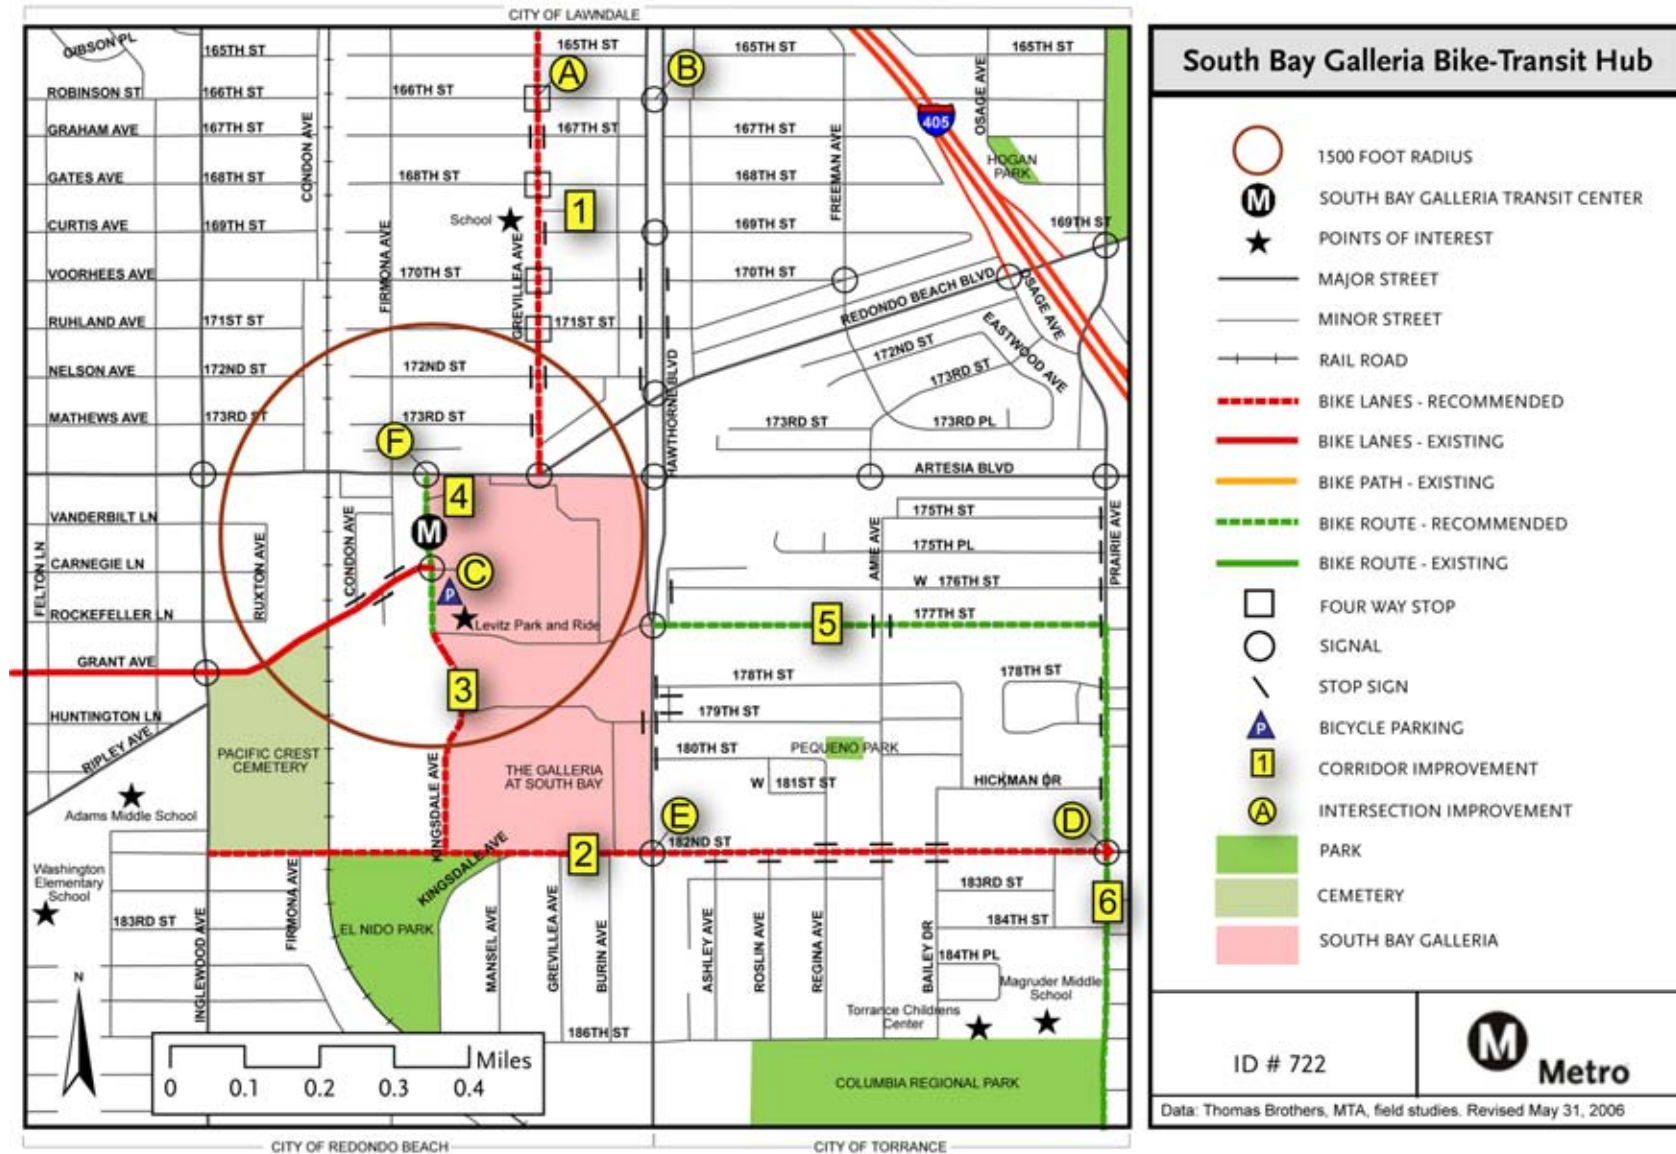 CITY OF LAWNDALE
GIBSON PL
165TH ST
165TH ST
165TH ST
165TH ST
A
B
ROBINSON ST
166TH ST
166TH ST
OSAGE AVE
405
GRAHAM AVE
167TH ST
167TH ST
167TH ST
CONDON AVE
FREEMAN AVE
HOGAN
PARK
GATES AVE
168TH ST
168TH ST
168TH ST
1
School
CURTIS AVE
169TH ST
169TH ST
169TH ST
FIRMONA AVE
GREVILLEA AVE
VOORHEES AVE
170TH ST
170TH ST
170TH ST
REDONDO BEACH BLVD
OSAGE AVE
RUHLAND AVE
171ST ST
171ST ST
EASTWOOD AVE
172ND ST
NELSON AVE
172ND ST
172ND ST
173RD ST
HAWTHORNE BLVD
MATHEWS AVE
173RD ST
173RD ST
173RD ST
173RD PL
F
ARTESIA BLVD
4
VANDERBILT LN
175TH ST
M
175TH PL
AMIE AVE
PRAIRIE AVE
FELTON LN
CARNEGIE LN
RUXTON AVE
CONDON AVE
C
W 176TH ST
P
ROCKEFELLER LN
Levitz Park and Ride
177TH ST
5
GRANT AVE
178TH ST
178TH ST
3
HUNTINGTON LN
179TH ST
RIPLEY AVE
PACIFIC CREST
CEMETERY
180TH ST
PEQUENO PARK
KINGSDALE AVE
THE GALLERIA
AT SOUTH BAY
W 181ST ST
HICKMAN DR
Adams Middle School
E
D
182ND ST
2
KINGSDALE AVE
Washington
Elementary
School
183RD ST
FIRMONA AVE
183RD ST
6
184TH ST
EL NIDO PARK
INGLEWOOD AVE
MANSEL AVE
GREVILLEA AVE
BURIN AVE
ASHLEY AVE
ROSLIN AVE
REGINA AVE
BAILEY DR
184TH PL
N
Magruder Middle
School
Torrance Childrens
Center
186TH ST
Miles
0 0.1 0.2 0.3 0.4
COLUMBIA REGIONAL PARK
CITY OF REDONDO BEACH
CITY OF TORRANCE
South Bay Galleria Bike-Transit Hub
1500 FOOT RADIUS
M SOUTH BAY GALLERIA TRANSIT CENTER
POINTS OF INTEREST
MAJOR STREET
MINOR STREET
RAIL ROAD
BIKE LANES - RECOMMENDED
BIKE LANES - EXISTING
BIKE PATH - EXISTING
BIKE ROUTE - RECOMMENDED
BIKE ROUTE - EXISTING
FOUR WAY STOP
SIGNAL
STOP SIGN
P BICYCLE PARKING
1 CORRIDOR IMPROVEMENT
A INTERSECTION IMPROVEMENT
PARK
CEMETERY
SOUTH BAY GALLERIA
ID # 722
M Metro
Data: Thomas Brothers, MTA, field studies. Revised May 31, 2006